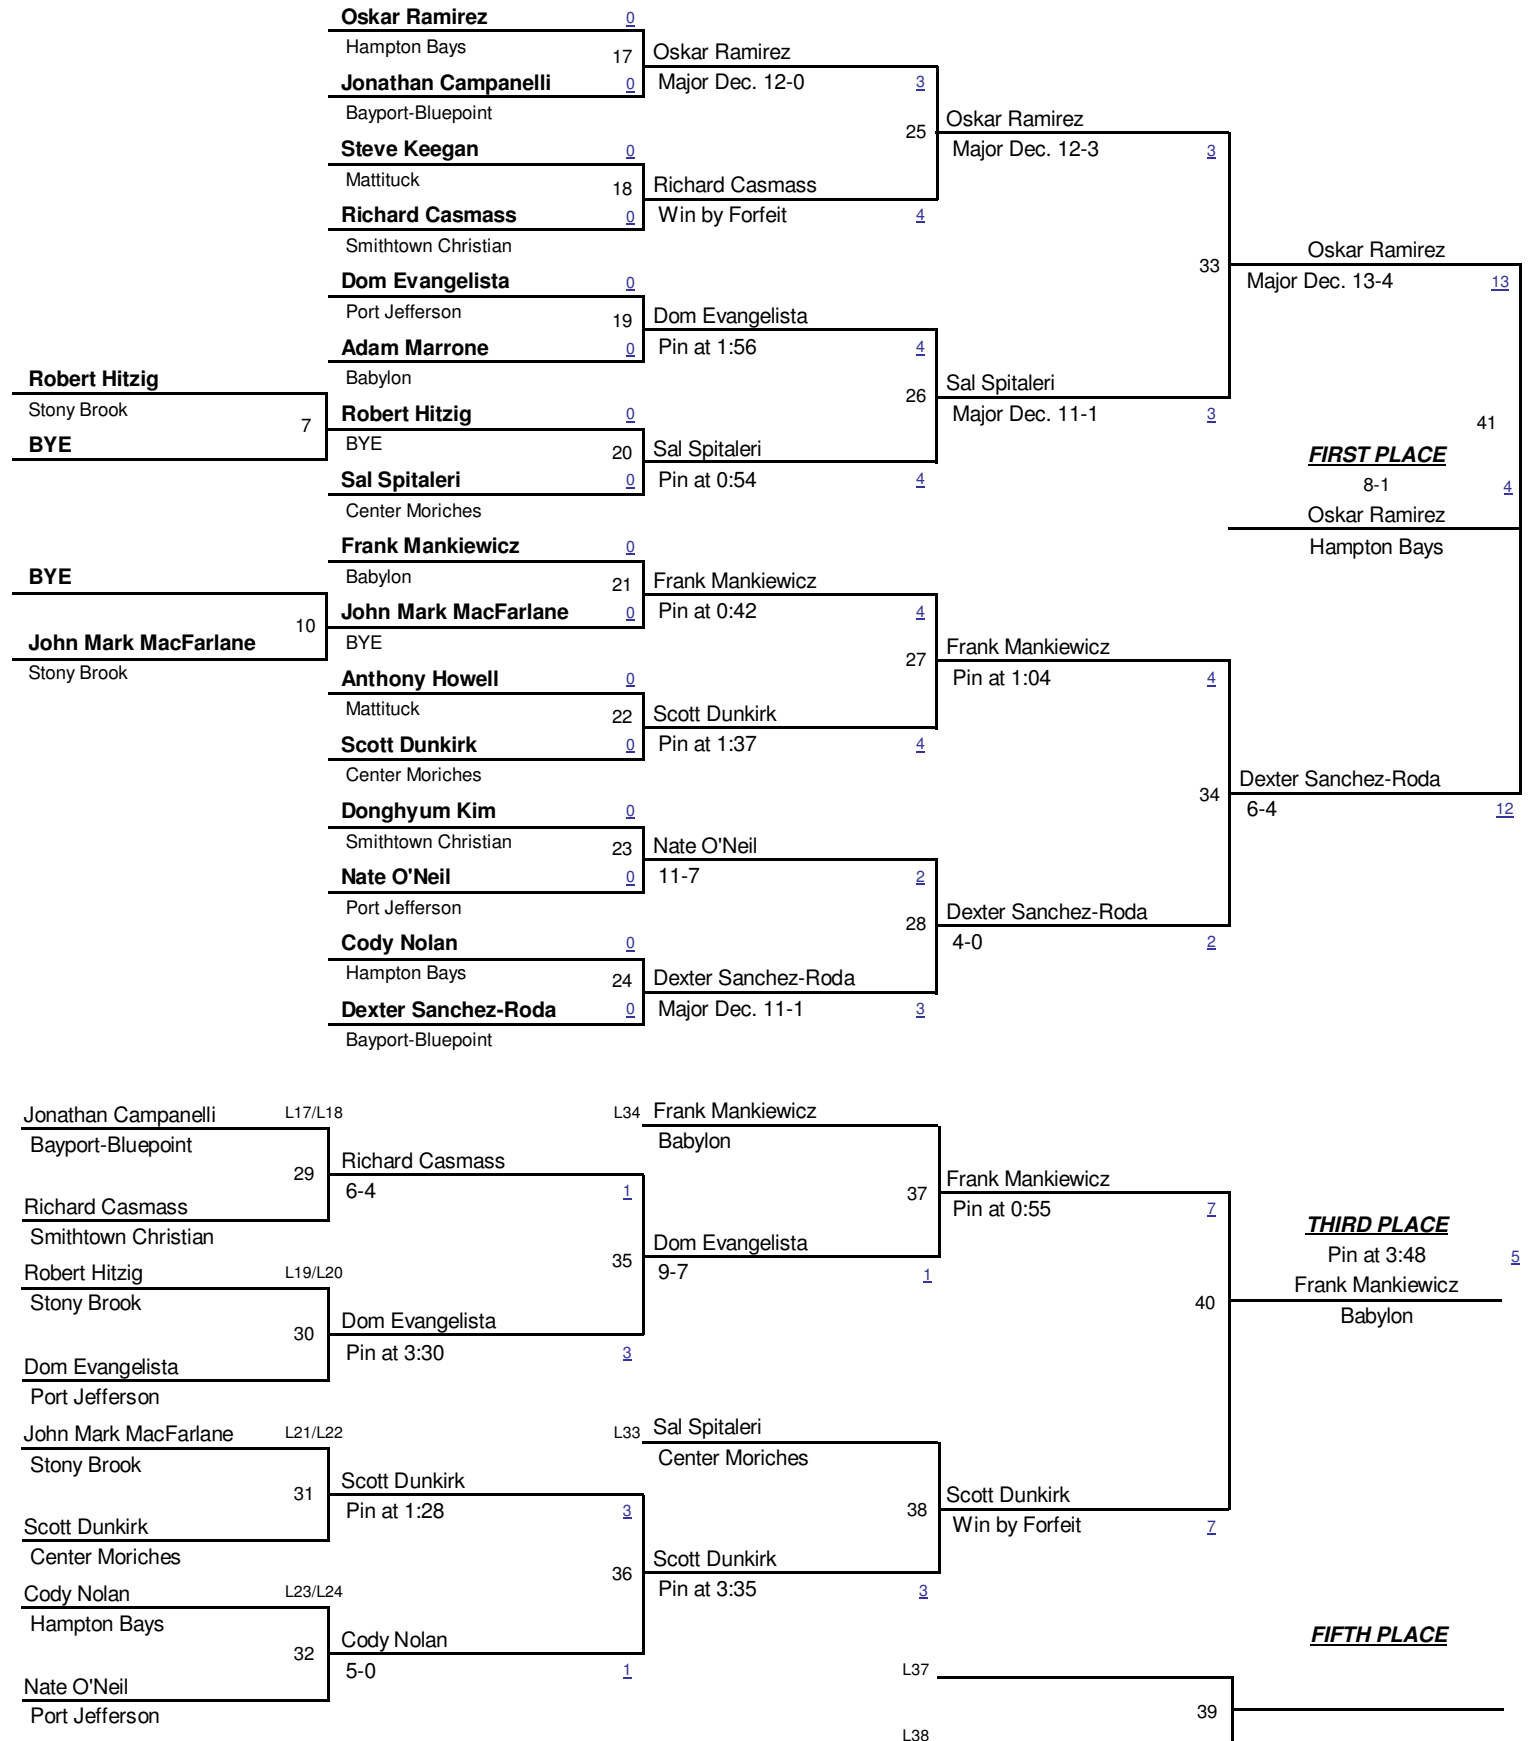 Oskar Ramirez 0
Hampton Bays
17 Oskar Ramirez
Jonathan Campanelli 0 Major Dec. 12-0 3
Bayport-Bluepoint
25 Oskar Ramirez
Steve Keegan 0 Major Dec. 12-3 3
Mattituck
18 Richard Casmass
Richard Casmass 0 Win by Forfeit 4
Smithtown Christian
33 Oskar Ramirez
Dom Evangelista 0 Major Dec. 13-4 13
Port Jefferson
19 Dom Evangelista
Adam Marrone 0 Pin at 1:56 4
Babylon
Robert Hitzig
Stony Brook
7
BYE
26 Sal Spitaleri
Robert Hitzig 0 Major Dec. 11-1 3
BYE
20 Sal Spitaleri
Sal Spitaleri 0 Pin at 0:54 4
Center Moriches
41
FIRST PLACE
8-1 4
Oskar Ramirez
Hampton Bays
Frank Mankiewicz 0
Babylon
21 Frank Mankiewicz
BYE
10
John Mark MacFarlane
Stony Brook
John Mark MacFarlane 0 Pin at 0:42 4
BYE
27 Frank Mankiewicz
Anthony Howell 0 Pin at 1:04 4
Mattituck
22 Scott Dunkirk
Scott Dunkirk 0 Pin at 1:37 4
Center Moriches
34 Dexter Sanchez-Roda
Donghyum Kim 0 6-4 12
Smithtown Christian
23 Nate O'Neil
Nate O'Neil 0 11-7 2
Port Jefferson
28 Dexter Sanchez-Roda
Cody Nolan 0 4-0 2
Hampton Bays
24 Dexter Sanchez-Roda
Dexter Sanchez-Roda 0 Major Dec. 11-1 3
Bayport-Bluepoint
Jonathan Campanelli L17/L18 L34 Frank Mankiewicz
Bayport-Bluepoint Babylon
29 Richard Casmass 37 Frank Mankiewicz
6-4 1 Pin at 0:55 7
Richard Casmass
Smithtown Christian
THIRD PLACE
35 Dom Evangelista Pin at 3:48 5
Robert Hitzig L19/L20 9-7 1 Frank Mankiewicz
Stony Brook 40 Babylon
30 Dom Evangelista
Pin at 3:30 3
Dom Evangelista
Port Jefferson
John Mark MacFarlane L21/L22 L33 Sal Spitaleri
Stony Brook Center Moriches
31 Scott Dunkirk 38 Scott Dunkirk
Pin at 1:28 3 Win by Forfeit 7
Scott Dunkirk
Center Moriches
36 Scott Dunkirk
Cody Nolan L23/L24 Pin at 3:35 3
Hampton Bays
32 Cody Nolan FIFTH PLACE
5-0 1 L37
Nate O'Neil
Port Jefferson 39
L38